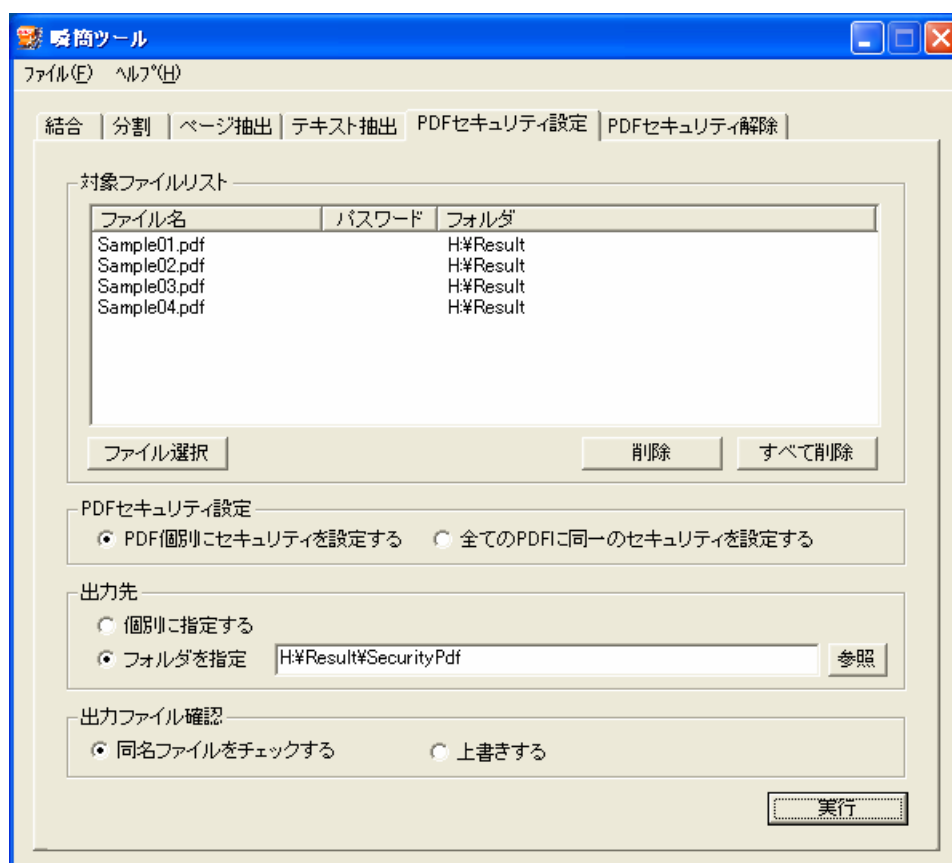 瞬簡ツール
ファイル(F) ヘルプ(H)
結合 分割 ページ抽出 テキスト抽出 PDFセキュリティ設定 PDFセキュリティ解除
対象ファイルリスト
ファイル名 パスワード フォルダ
Sample01.pdf H:¥Result
Sample02.pdf H:¥Result
Sample03.pdf H:¥Result
Sample04.pdf H:¥Result
ファイル選択 削除 すべて削除
PDFセキュリティ設定
PDF個別にセキュリティを設定する 全てのPDFに同一のセキュリティを設定する
出力先
個別に指定する
フォルダを指定 H:¥Result¥SecurityPdf 参照
出力ファイル確認
同名ファイルをチェックする 上書きする
実行